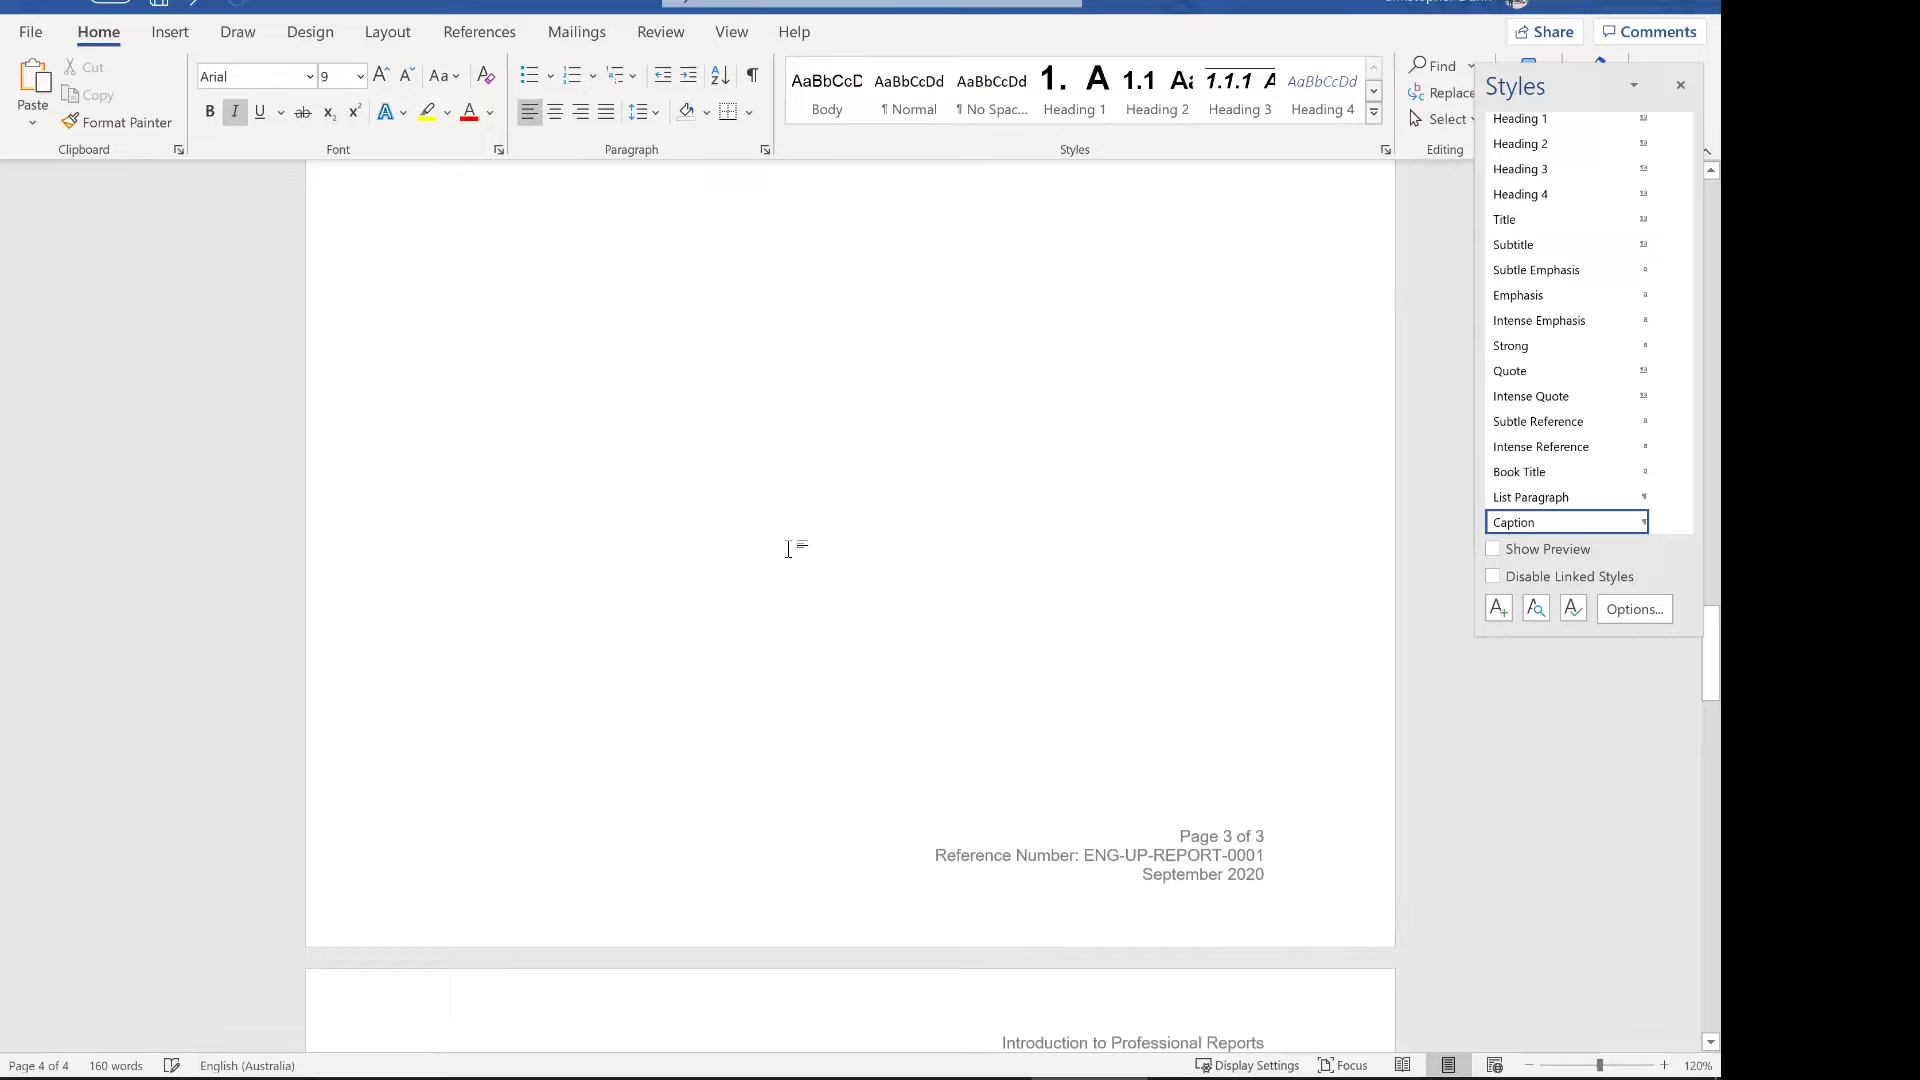 File Home Insert Draw Design Layout References Mailings Review View Help Share Comments
Paste
Cut
Copy
Format Painter
Clipboard
Arial 9
Aa
Font
Paragraph
AaBbCcD AaBbCcDd AaBbCcDd 1. A 1.1 Aa 1.1.1 A AaBbCcDd
Body ¶ Normal ¶ No Spac... Heading 1 Heading 2 Heading 3 Heading 4
Styles
Find
Replace
Select
Editing
Styles
Heading 1
Heading 2
Heading 3
Heading 4
Title
Subtitle
Subtle Emphasis
Emphasis
Intense Emphasis
Strong
Quote
Intense Quote
Subtle Reference
Intense Reference
Book Title
List Paragraph
Caption
Show Preview
Disable Linked Styles
Options...
Page 3 of 3
Reference Number: ENG-UP-REPORT-0001
September 2020
Introduction to Professional Reports
Page 4 of 4 160 words English (Australia) Display Settings Focus 120%